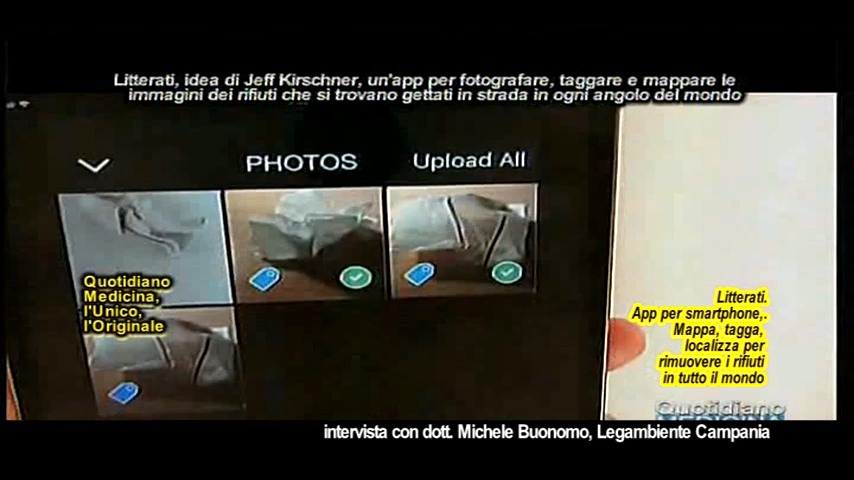 Litterati, idea di Jeff Kirschner, un'app per fotografare, taggare e mappare le
immagini dei rifiuti che si trovano gettati in strada in ogni angolo del mondo
PHOTOS
Upload All
Quotidiano
Medicina,
l'Unico,
l'Originale
Litterati.
App per smartphone,.
Mappa, tagga,
localizza per
rimuovere i rifiuti
in tutto il mondo
Quotidiano
MEDICINA
intervista con dott. Michele Buonomo, Legambiente Campania